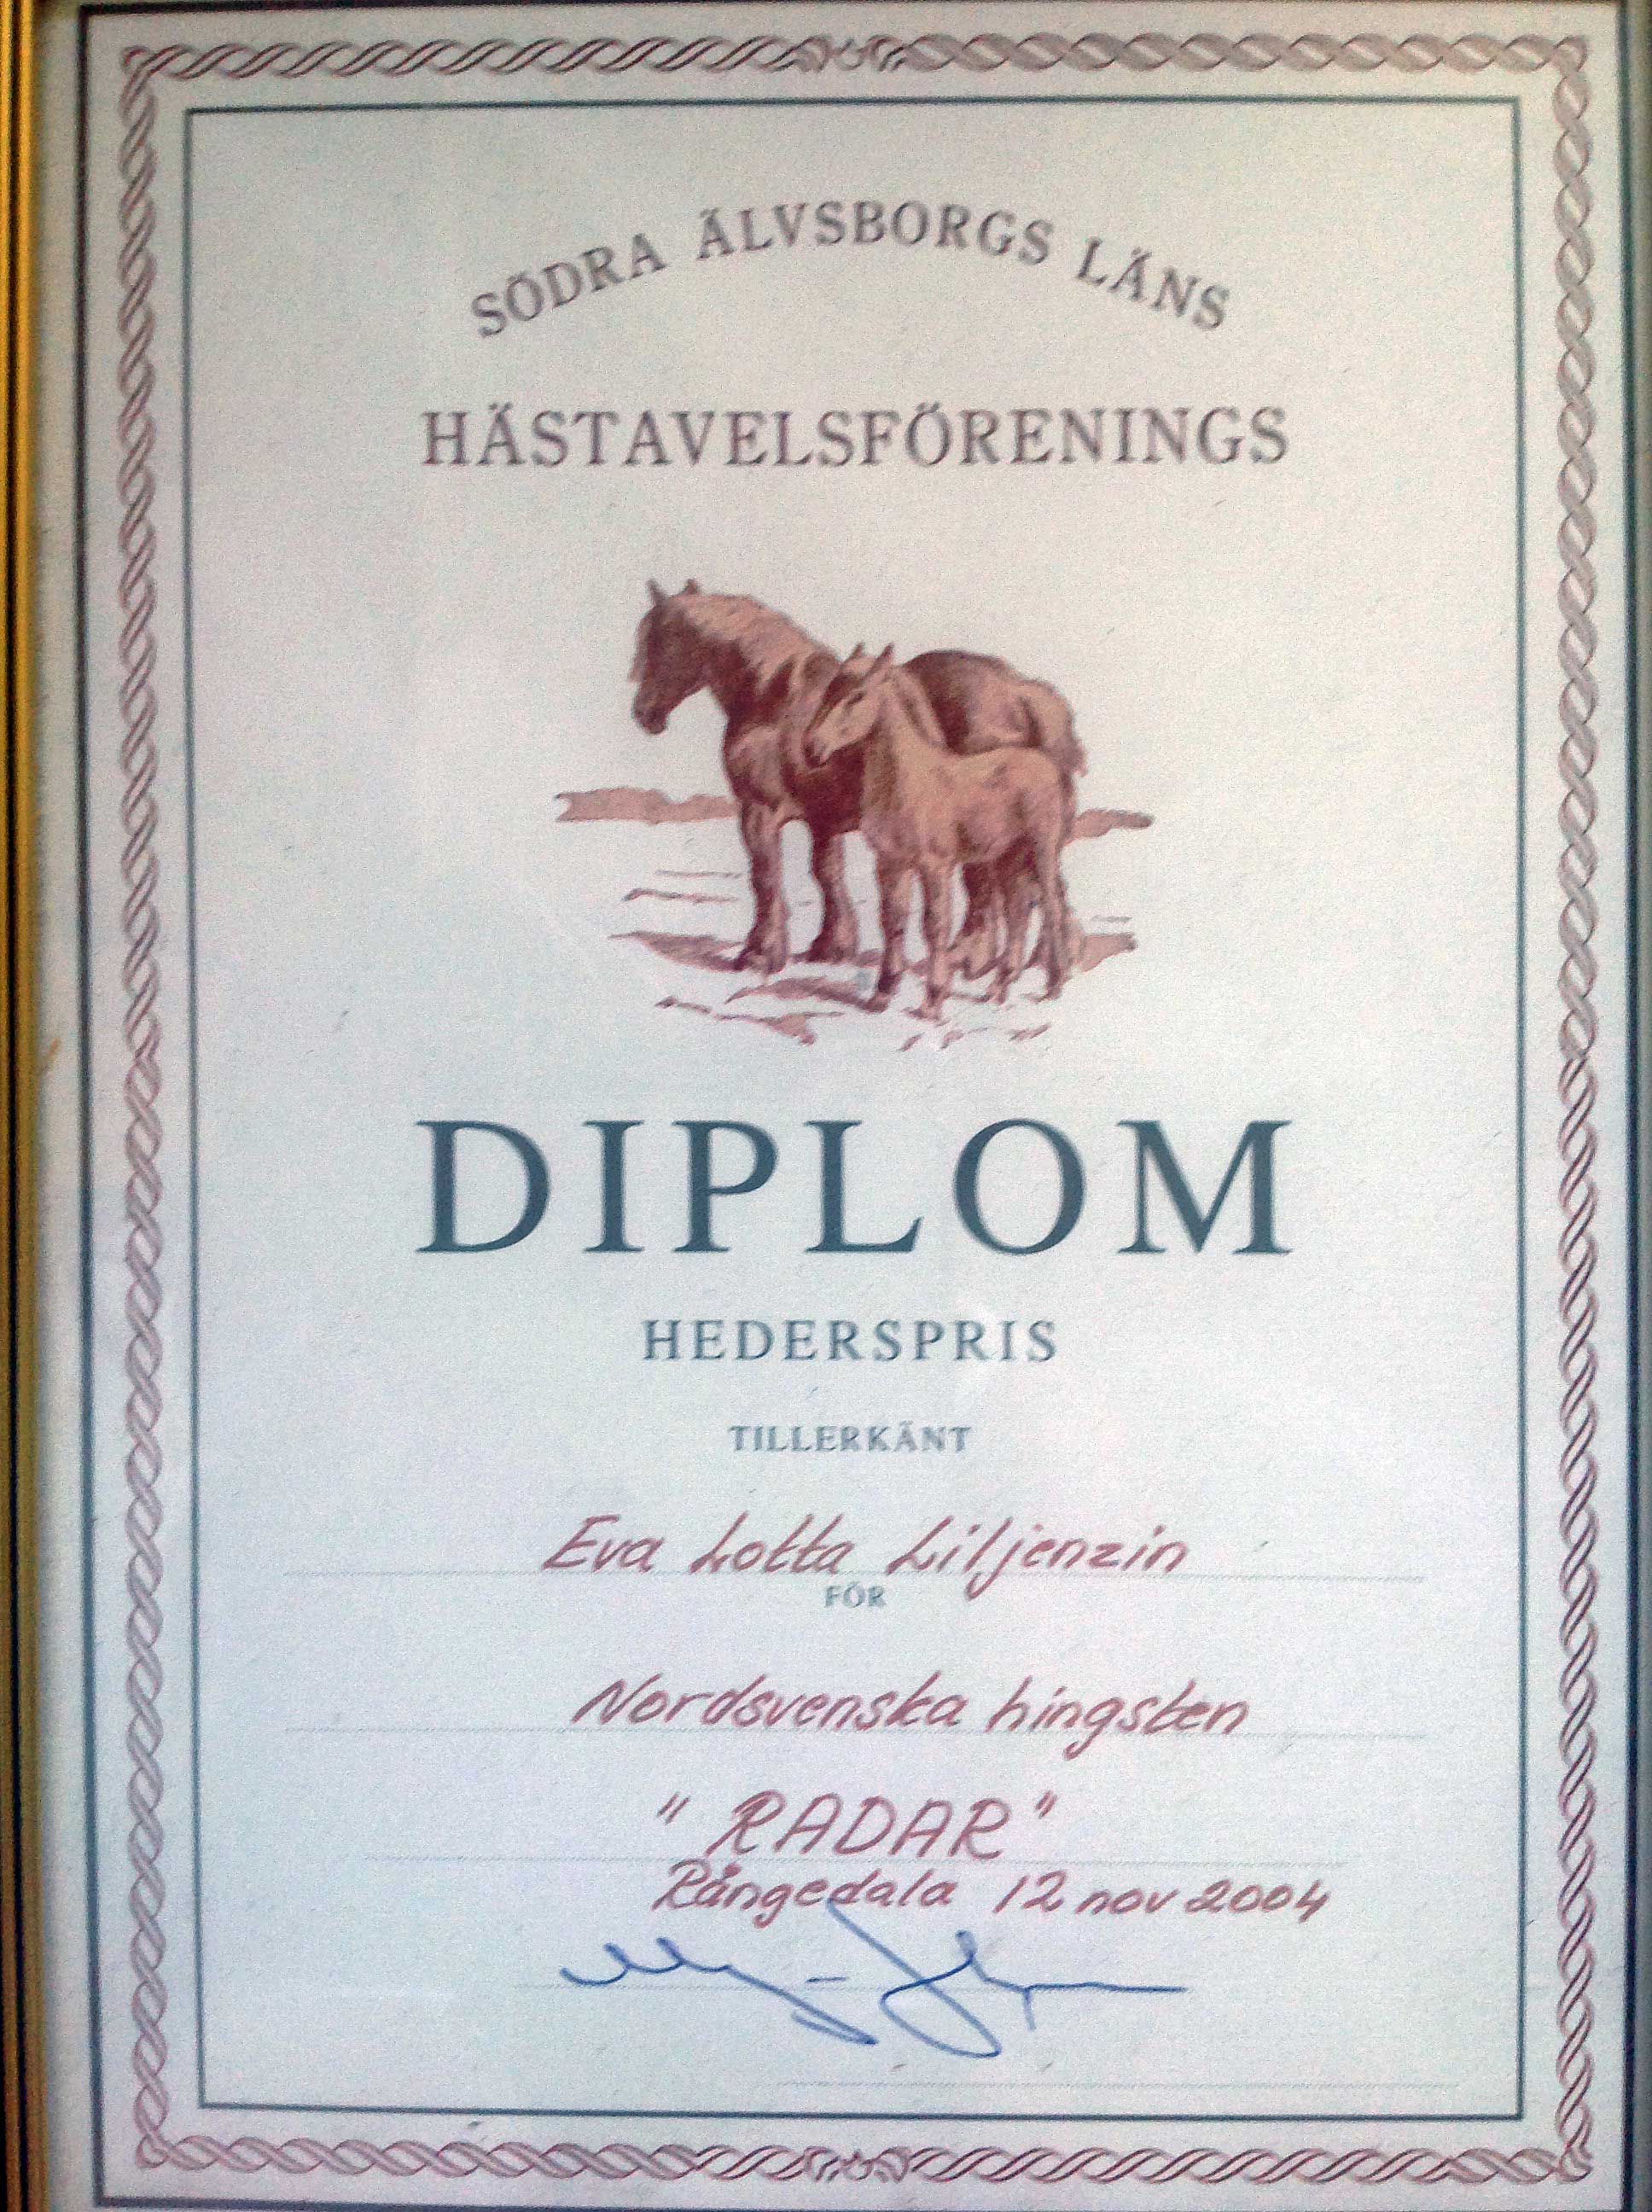 SÖDRA ÄLVSBORGS LÄNS
HÄSTAVELSFÖRENINGS
DIPLOM
HEDERSPRIS
TILLERKÄNT
Eva Lotta Liljenzin
FÖR
Nordsvenska hingsten
"RADAR"
Rångedala 12 nov 2004